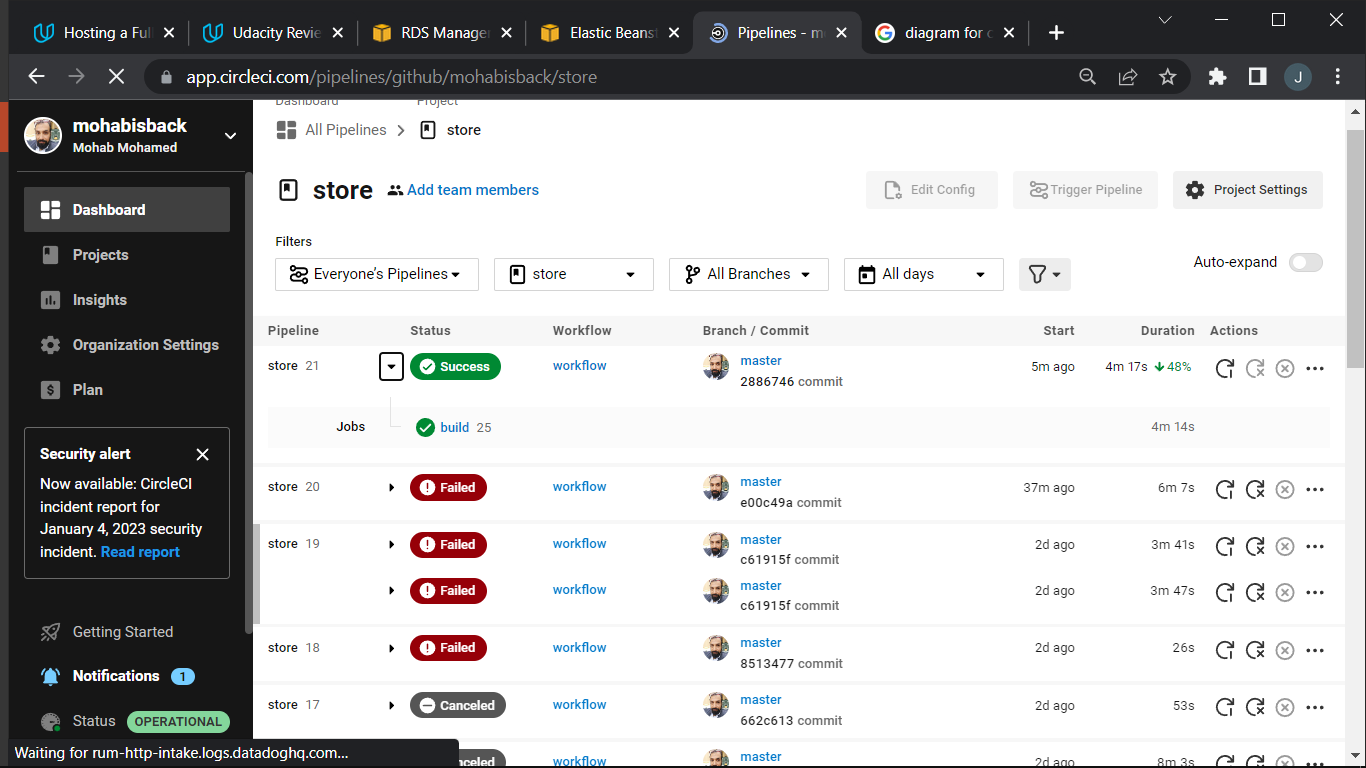 Hosting a Full
Udacity Revie
RDS Manager
Elastic Beanst
Pipelines - m
diagram for c
app.circleci.com/pipelines/github/mohabisback/store
J
mohabisback
Mohab Mohamed
Dashboard
Projects
Insights
Organization Settings
Plan
Security alert
Now available: CircleCI
incident report for
January 4, 2023 security
incident. Read report
Getting Started
Notifications 1
Status OPERATIONAL
Waiting for rum-http-intake.logs.datadoghq.com...
Dashboard Project
All Pipelines store
store Add team members
Edit Config Trigger Pipeline Project Settings
Filters
Everyone's Pipelines store All Branches All days
Auto-expand
Pipeline Status Workflow Branch / Commit Start Duration Actions
store 21 Success workflow master 5m ago 4m 17s 48%
2886746 commit
Jobs build 25 4m 14s
store 20 Failed workflow master 37m ago 6m 7s
e00c49a commit
store 19 Failed workflow master 2d ago 3m 41s
c61915f commit
Failed workflow master 2d ago 3m 47s
c61915f commit
store 18 Failed workflow master 2d ago 26s
8513477 commit
store 17 Canceled workflow master 2d ago 53s
662c613 commit
nceled workflow master 2d ago 8m 3s